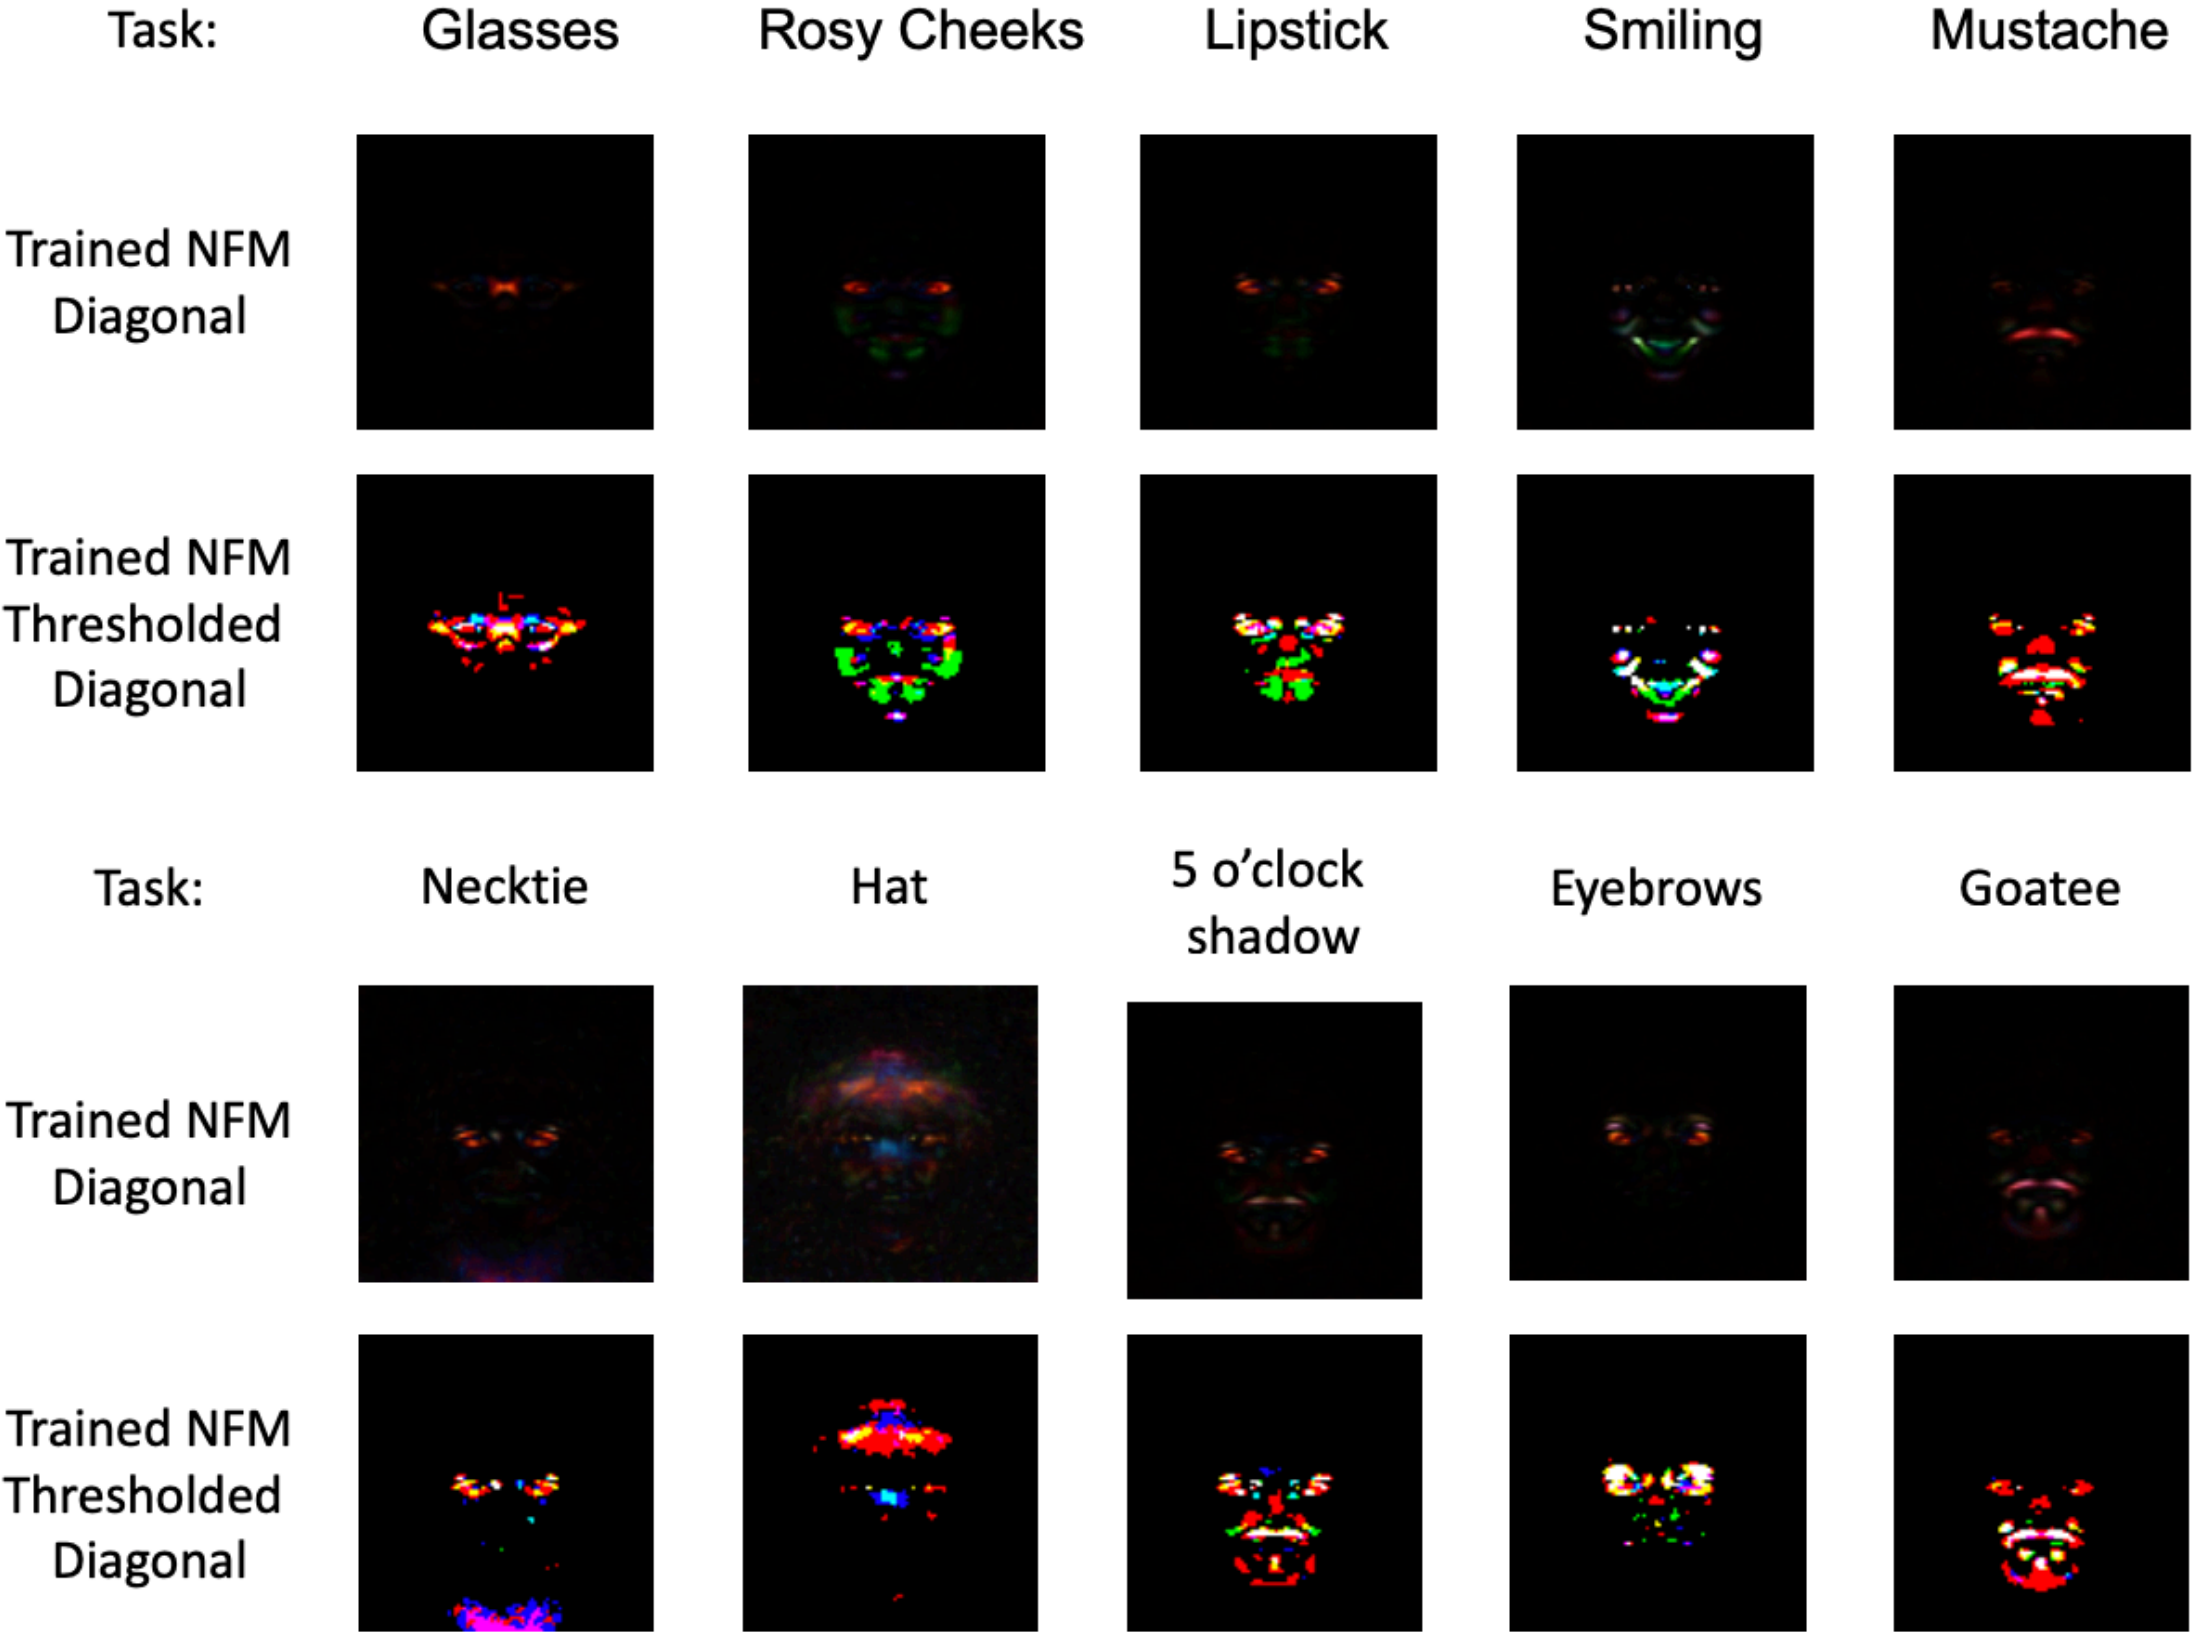 Task: Glasses Rosy Cheeks Lipstick Smiling Mustache
Trained NFM
Diagonal
Trained NFM
Thresholded
Diagonal
Task: Necktie Hat 5 o’clock shadow Eyebrows Goatee
Trained NFM
Diagonal
Trained NFM
Thresholded
Diagonal